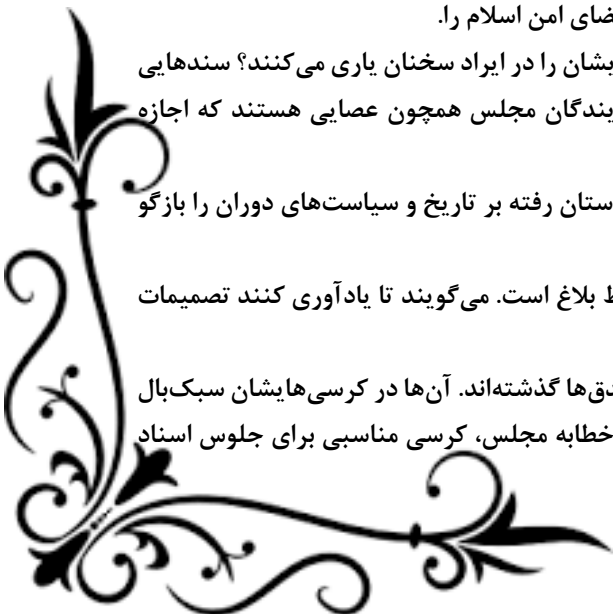 ضای امن اسلام را.
یشان را در ایراد سخنان یاری می‌کنند؟ سندهایی
یندگان مجلس همچون عصایی هستند که اجازه
ستان رفته بر تاریخ و سیاست‌های دوران را بازگو
بلاغ است. می‌گویند تا یادآوری کنند تصمیمات
دق‌ها گذشته‌اند. آن‌ها در کرسی‌هایشان سبک‌بال
خطابه مجلس، کرسی مناسبی برای جلوس اسناد